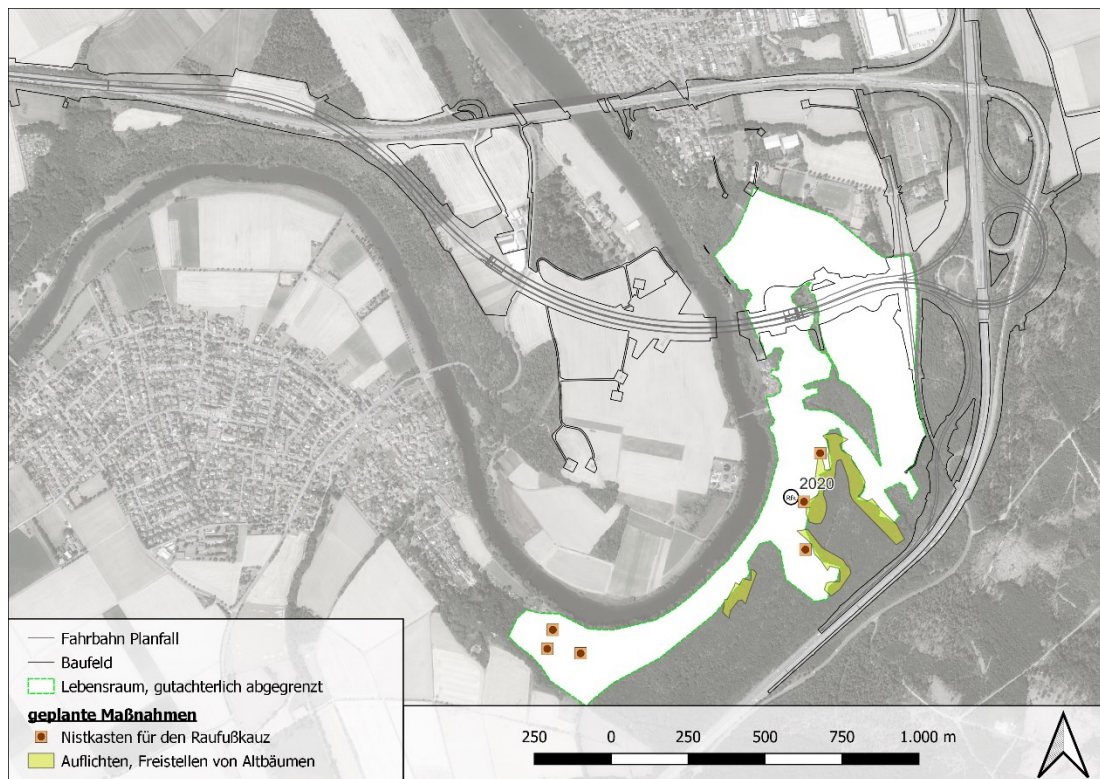 2020
Rfk
Fahrbahn Planfall
Baufeld
Lebensraum, gutachterlich abgegrenzt
geplante Maßnahmen
Nistkasten für den Raufußkauz
Auflichten, Freistellen von Altbäumen
250 0 250 500 750 1.000 m